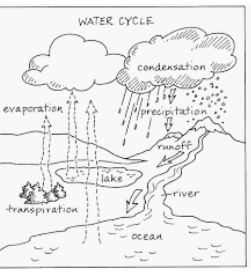 WATER CYCLE
condensation
evaporation
precipitation
runoff
lake
river
transpiration
ocean